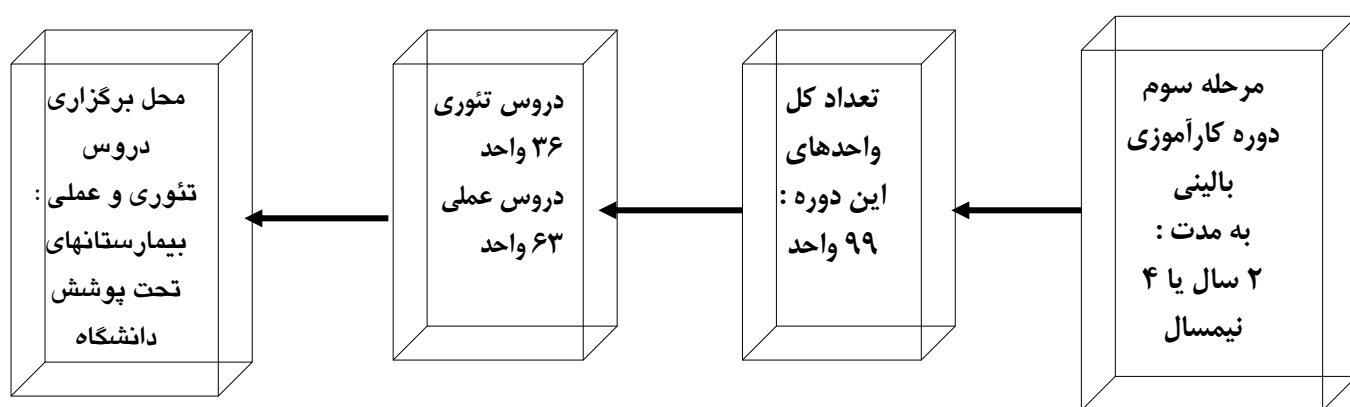 مرحله سوم
دوره کارآموزی
بالینی
به مدت :
۲ سال یا ۴
نیمسال
تعداد کل
واحدهای
این دوره :
۹۹ واحد
دروس تئوری
۳۶ واحد
دروس عملی
۶۳ واحد
محل برگزاری
دروس
تئوری و عملی :
بیمارستانهای
تحت پوشش
دانشگاه